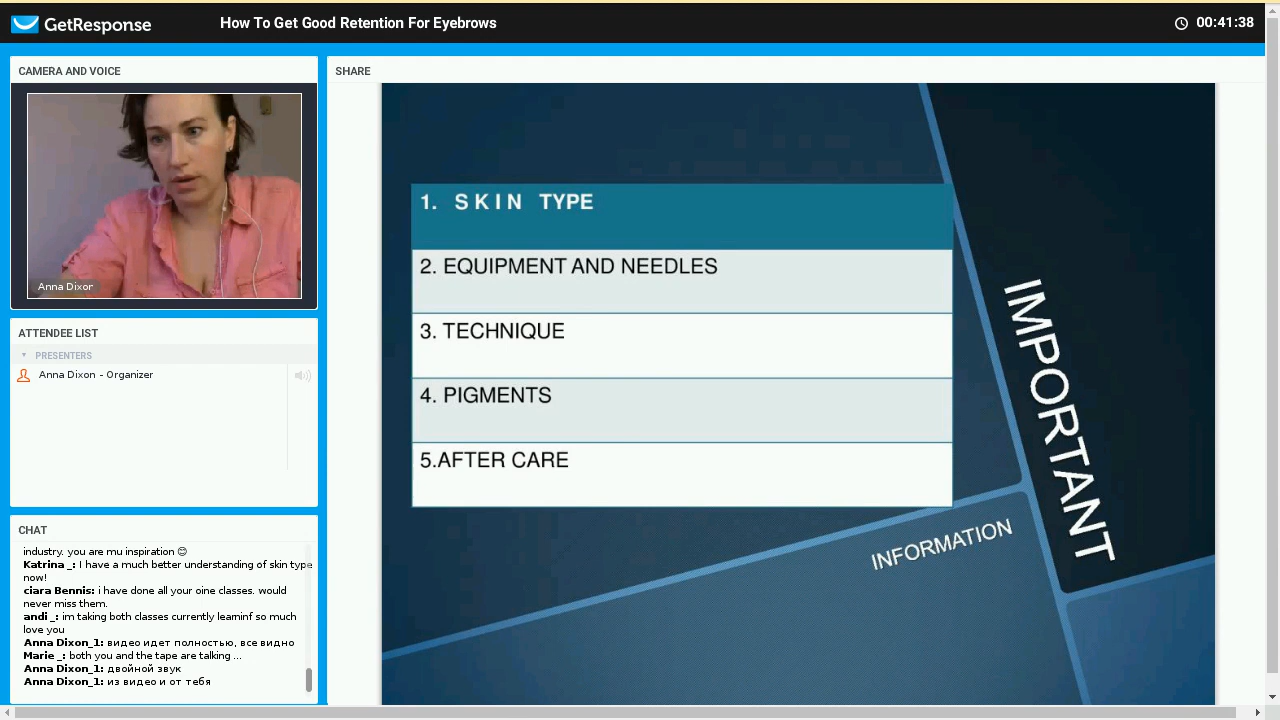 GetResponse
How To Get Good Retention For Eyebrows
00:41:38
CAMERA AND VOICE
Anna Dixon
ATTENDEE LIST
PRESENTERS
Anna Dixon - Organizer
CHAT
industry. you are mu inspiration 😊
Katrina _: I have a much better understanding of skin type
now!
ciara Bennis: i have done all your oine classes. would
never miss them.
andi _: im taking both classes currently learninf so much
love you
Anna Dixon_1: видео идет полностью, все видно
Marie _: both you and the tape are talking ...
Anna Dixon_1: двойной звук
Anna Dixon_1: из видео и от тебя
SHARE
1. SKIN TYPE
2. EQUIPMENT AND NEEDLES
3. TECHNIQUE
4. PIGMENTS
5.AFTER CARE
IMPORTANT
INFORMATION